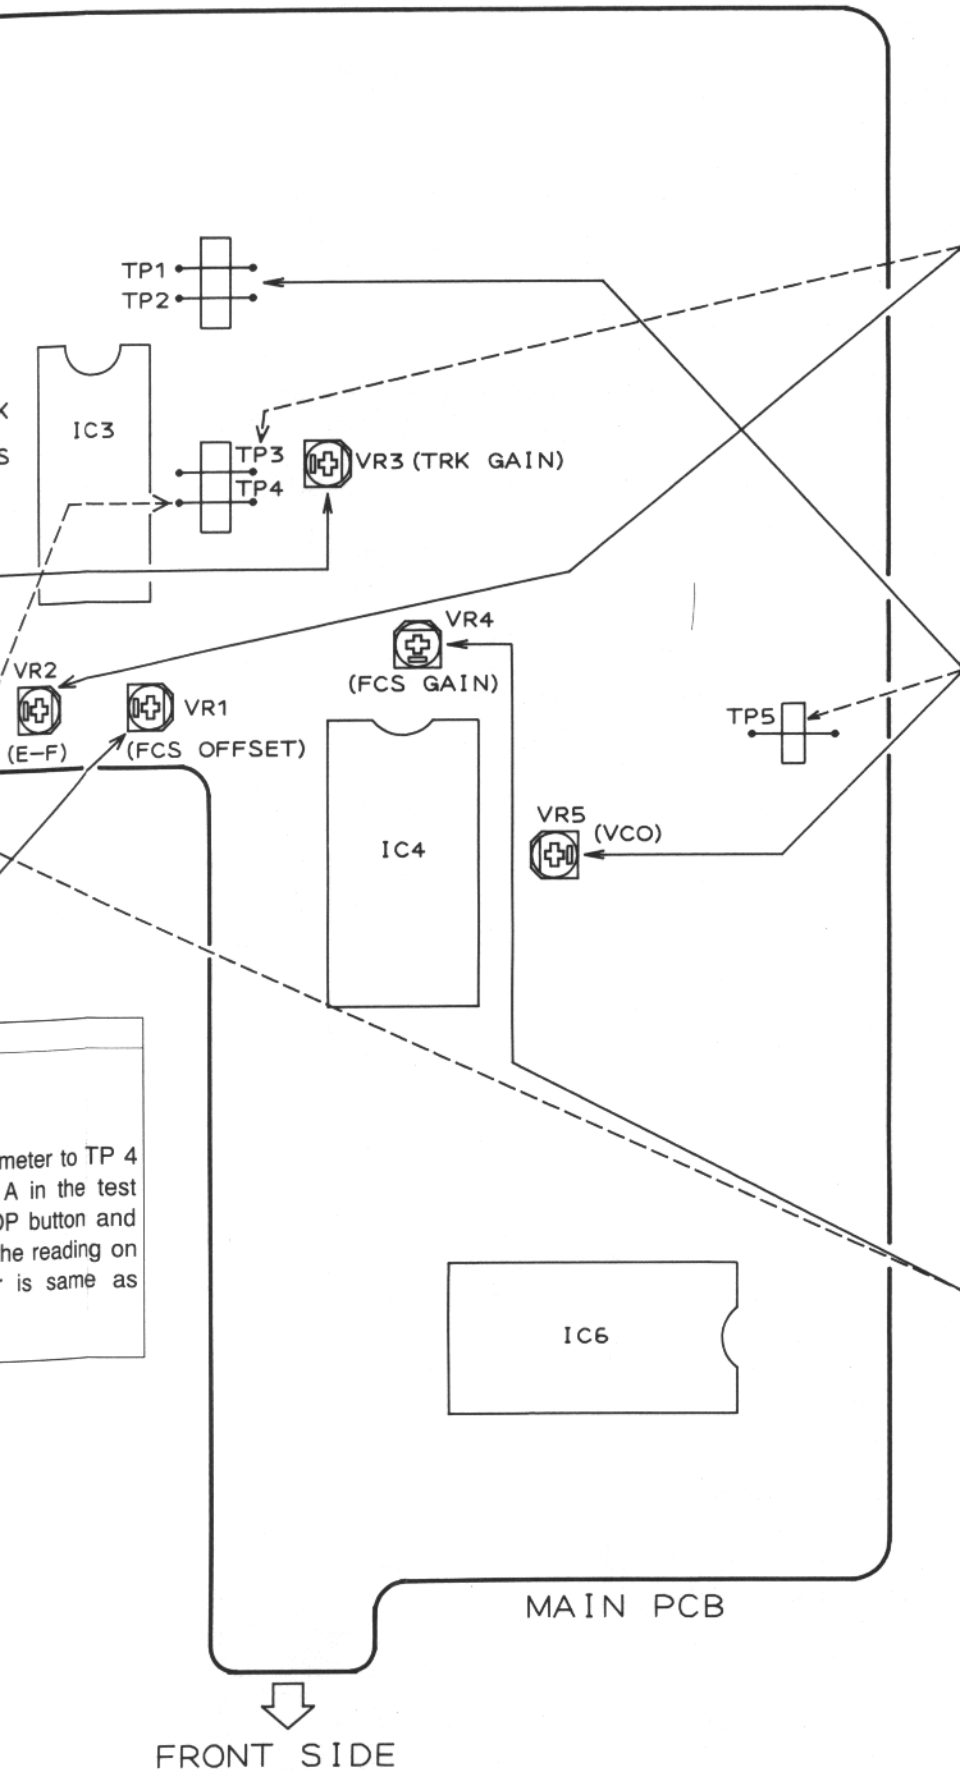 TP1
TP2
X
IC3
S
TP3
TP4
VR3 (TRK GAIN)
VR4
(FCS GAIN)
VR2
(E-F)
VR1
(FCS OFFSET)
TP5
VR5
(VCO)
IC4
meter to TP 4
A in the test
OP button and
he reading on
r is same as
IC6
MAIN PCB
FRONT SIDE